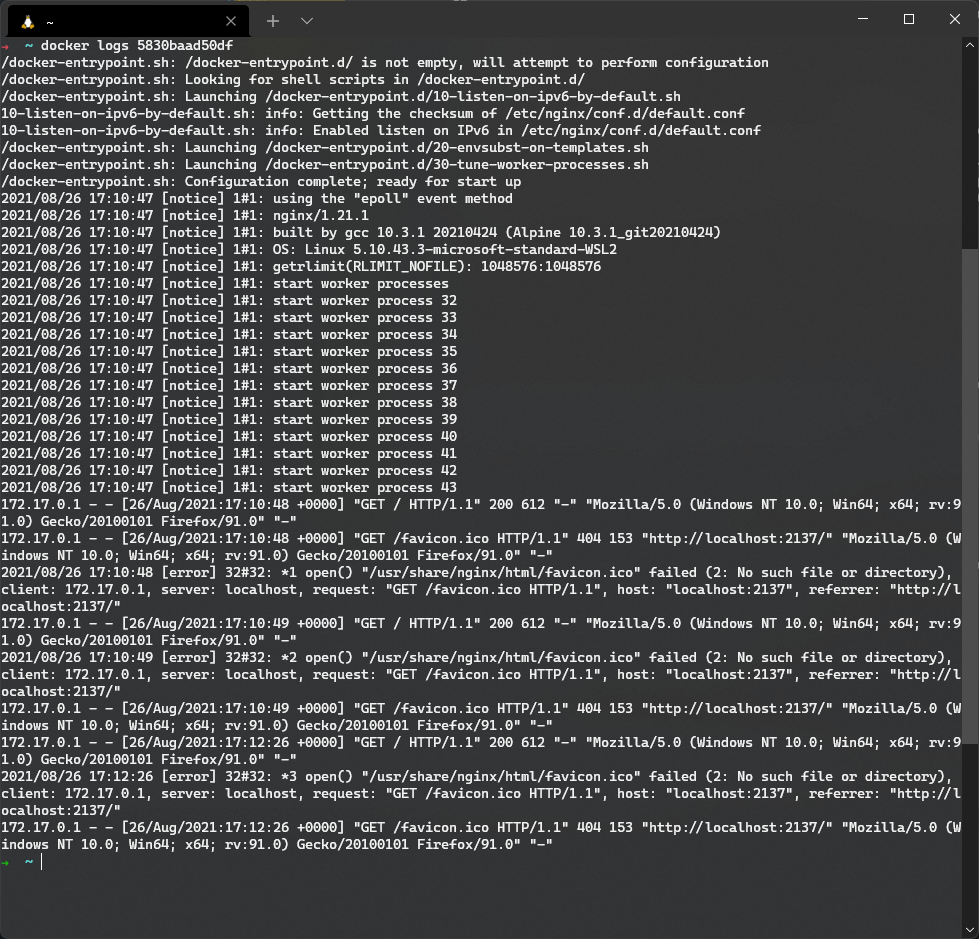 ~
→ ~ docker logs 5830baad50df
/docker-entrypoint.sh: /docker-entrypoint.d/ is not empty, will attempt to perform configuration
/docker-entrypoint.sh: Looking for shell scripts in /docker-entrypoint.d/
/docker-entrypoint.sh: Launching /docker-entrypoint.d/10-listen-on-ipv6-by-default.sh
10-listen-on-ipv6-by-default.sh: info: Getting the checksum of /etc/nginx/conf.d/default.conf
10-listen-on-ipv6-by-default.sh: info: Enabled listen on IPv6 in /etc/nginx/conf.d/default.conf
/docker-entrypoint.sh: Launching /docker-entrypoint.d/20-envsubst-on-templates.sh
/docker-entrypoint.sh: Launching /docker-entrypoint.d/30-tune-worker-processes.sh
/docker-entrypoint.sh: Configuration complete; ready for start up
2021/08/26 17:10:47 [notice] 1#1: using the "epoll" event method
2021/08/26 17:10:47 [notice] 1#1: nginx/1.21.1
2021/08/26 17:10:47 [notice] 1#1: built by gcc 10.3.1 20210424 (Alpine 10.3.1_git20210424)
2021/08/26 17:10:47 [notice] 1#1: OS: Linux 5.10.43.3-microsoft-standard-WSL2
2021/08/26 17:10:47 [notice] 1#1: getrlimit(RLIMIT_NOFILE): 1048576:1048576
2021/08/26 17:10:47 [notice] 1#1: start worker processes
2021/08/26 17:10:47 [notice] 1#1: start worker process 32
2021/08/26 17:10:47 [notice] 1#1: start worker process 33
2021/08/26 17:10:47 [notice] 1#1: start worker process 34
2021/08/26 17:10:47 [notice] 1#1: start worker process 35
2021/08/26 17:10:47 [notice] 1#1: start worker process 36
2021/08/26 17:10:47 [notice] 1#1: start worker process 37
2021/08/26 17:10:47 [notice] 1#1: start worker process 38
2021/08/26 17:10:47 [notice] 1#1: start worker process 39
2021/08/26 17:10:47 [notice] 1#1: start worker process 40
2021/08/26 17:10:47 [notice] 1#1: start worker process 41
2021/08/26 17:10:47 [notice] 1#1: start worker process 42
2021/08/26 17:10:47 [notice] 1#1: start worker process 43
172.17.0.1 - - [26/Aug/2021:17:10:48 +0000] "GET / HTTP/1.1" 200 612 "-" "Mozilla/5.0 (Windows NT 10.0; Win64; x64; rv:9
1.0) Gecko/20100101 Firefox/91.0" "-"
172.17.0.1 - - [26/Aug/2021:17:10:48 +0000] "GET /favicon.ico HTTP/1.1" 404 153 "http://localhost:2137/" "Mozilla/5.0 (W
indows NT 10.0; Win64; x64; rv:91.0) Gecko/20100101 Firefox/91.0" "-"
2021/08/26 17:10:48 [error] 32#32: *1 open() "/usr/share/nginx/html/favicon.ico" failed (2: No such file or directory),
client: 172.17.0.1, server: localhost, request: "GET /favicon.ico HTTP/1.1", host: "localhost:2137", referrer: "http://l
ocalhost:2137/"
172.17.0.1 - - [26/Aug/2021:17:10:49 +0000] "GET / HTTP/1.1" 200 612 "-" "Mozilla/5.0 (Windows NT 10.0; Win64; x64; rv:9
1.0) Gecko/20100101 Firefox/91.0" "-"
2021/08/26 17:10:49 [error] 32#32: *2 open() "/usr/share/nginx/html/favicon.ico" failed (2: No such file or directory),
client: 172.17.0.1, server: localhost, request: "GET /favicon.ico HTTP/1.1", host: "localhost:2137", referrer: "http://l
ocalhost:2137/"
172.17.0.1 - - [26/Aug/2021:17:10:49 +0000] "GET /favicon.ico HTTP/1.1" 404 153 "http://localhost:2137/" "Mozilla/5.0 (W
indows NT 10.0; Win64; x64; rv:91.0) Gecko/20100101 Firefox/91.0" "-"
172.17.0.1 - - [26/Aug/2021:17:12:26 +0000] "GET / HTTP/1.1" 200 612 "-" "Mozilla/5.0 (Windows NT 10.0; Win64; x64; rv:9
1.0) Gecko/20100101 Firefox/91.0" "-"
2021/08/26 17:12:26 [error] 32#32: *3 open() "/usr/share/nginx/html/favicon.ico" failed (2: No such file or directory),
client: 172.17.0.1, server: localhost, request: "GET /favicon.ico HTTP/1.1", host: "localhost:2137", referrer: "http://l
ocalhost:2137/"
172.17.0.1 - - [26/Aug/2021:17:12:26 +0000] "GET /favicon.ico HTTP/1.1" 404 153 "http://localhost:2137/" "Mozilla/5.0 (W
indows NT 10.0; Win64; x64; rv:91.0) Gecko/20100101 Firefox/91.0" "-"
→ ~